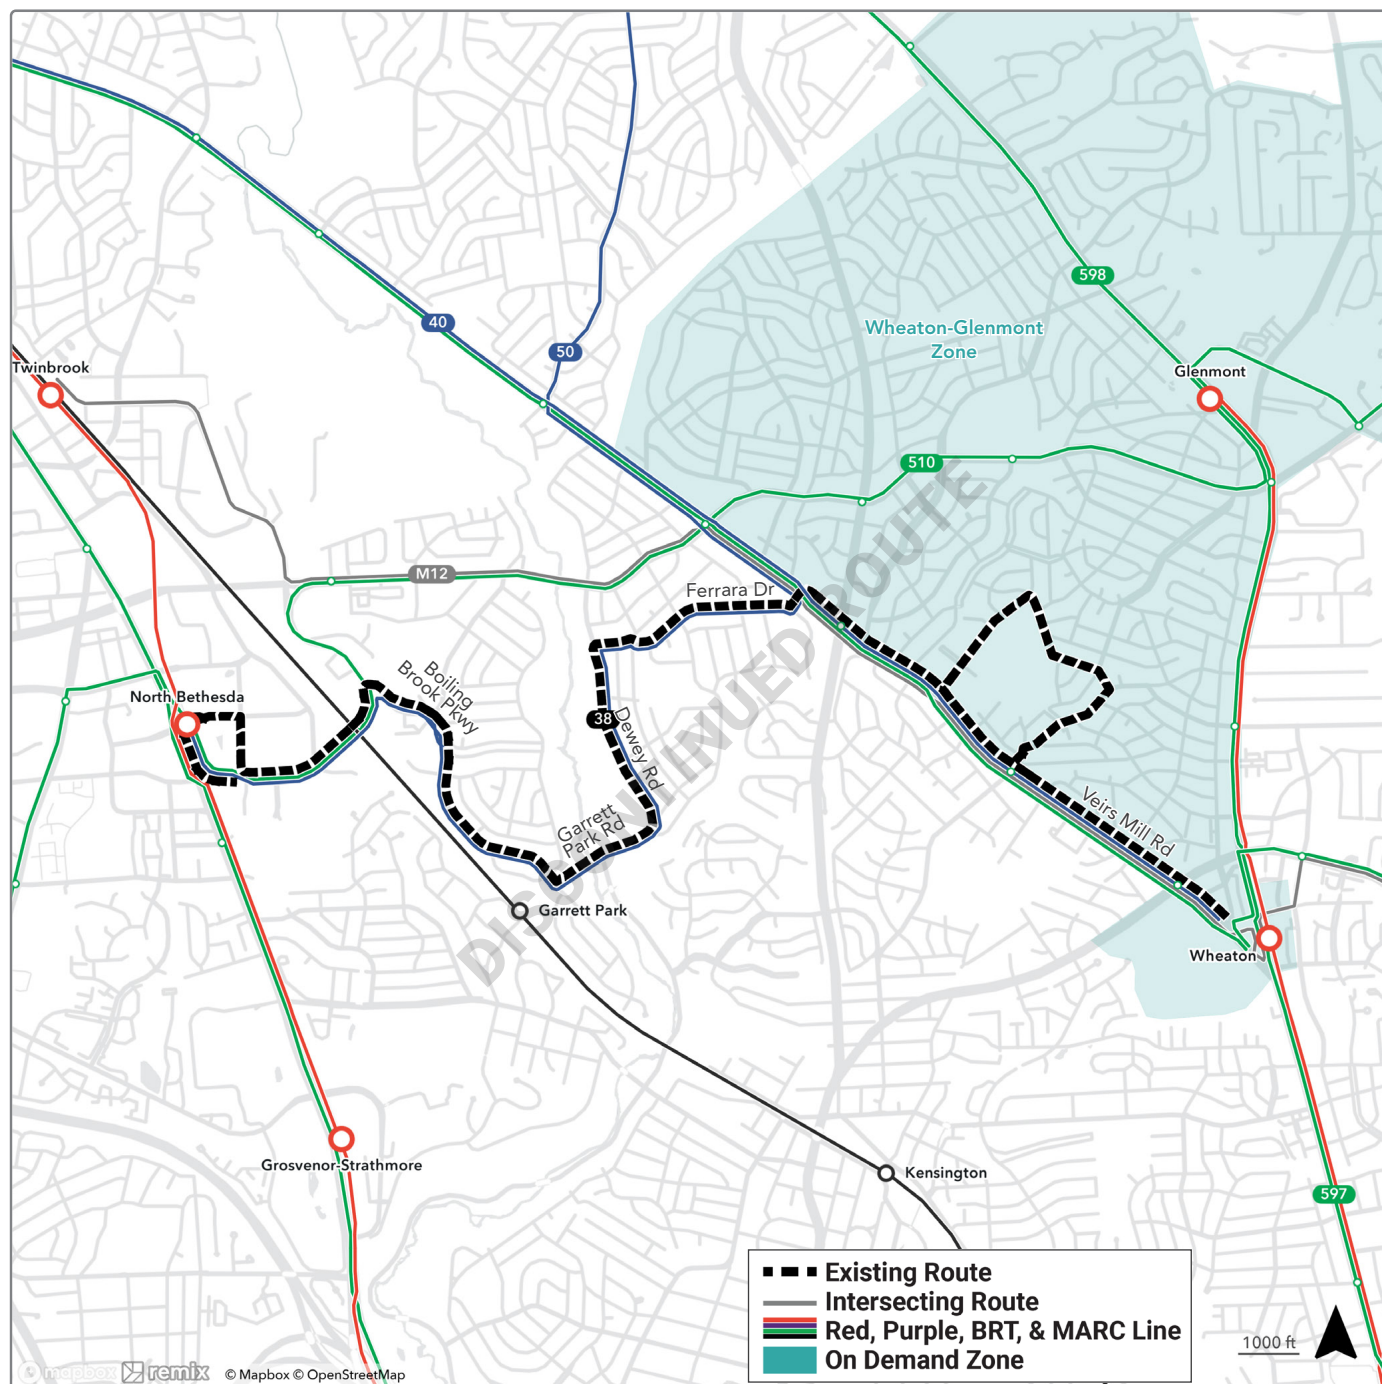 598
40
Wheaton-Glenmont
Zone
50
Twinbrook
Glenmont
510
M12
Ferrara Dr
Boiling
Brook Pkwy
North Bethesda
38
Dewey Rd
DISCONTINUED ROUTE
Garrett
Park Rd
Veirs Mill Rd
Garrett Park
Wheaton
Grosvenor-Strathmore
Kensington
597
Existing Route
Intersecting Route
Red, Purple, BRT, & MARC Line
On Demand Zone
1000 ft
mapbox remix © Mapbox © OpenStreetMap